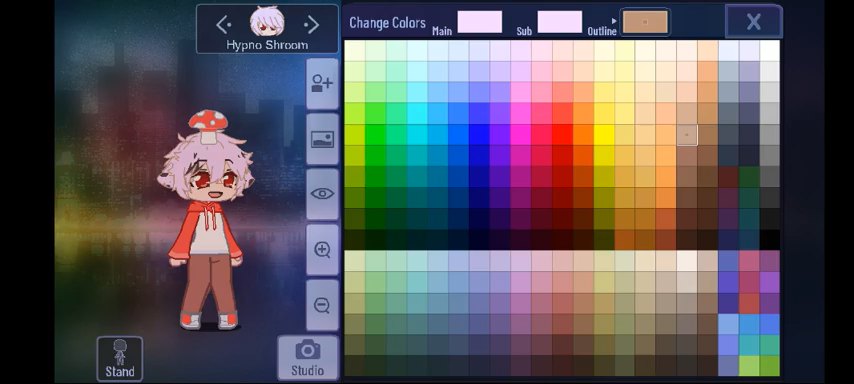 Hypno Shroom
Change Colors
Main
Sub
Outline
X
Stand
Studio